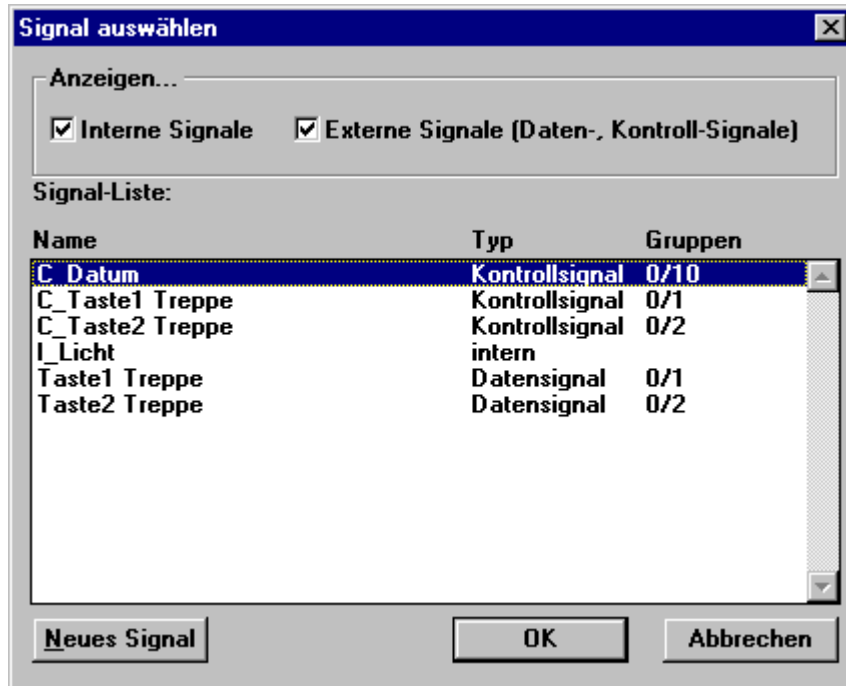 Signal auswählen
Anzeigen...
Interne Signale Externe Signale (Daten-, Kontroll-Signale)
Signal-Liste:
Name Typ Gruppen
C_Datum Kontrollsignal 0/10
C_Taste1 Treppe Kontrollsignal 0/1
C_Taste2 Treppe Kontrollsignal 0/2
I_Licht intern
Taste1 Treppe Datensignal 0/1
Taste2 Treppe Datensignal 0/2
Neues Signal OK Abbrechen